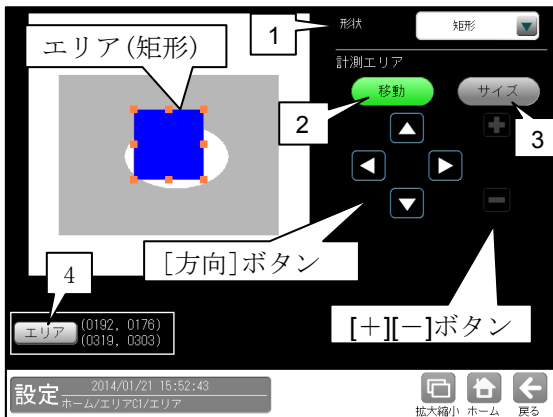 1
形状
矩形
エリア(矩形)
計測エリア
移動
サイズ
2
3
[方向]ボタン
4
[＋][－]ボタン
エリア
(0192, 0176)
(0319, 0303)
設定
2014/01/21 15:52:43
ホーム/エリアC1/エリア
拡大縮小
ホーム
戻る